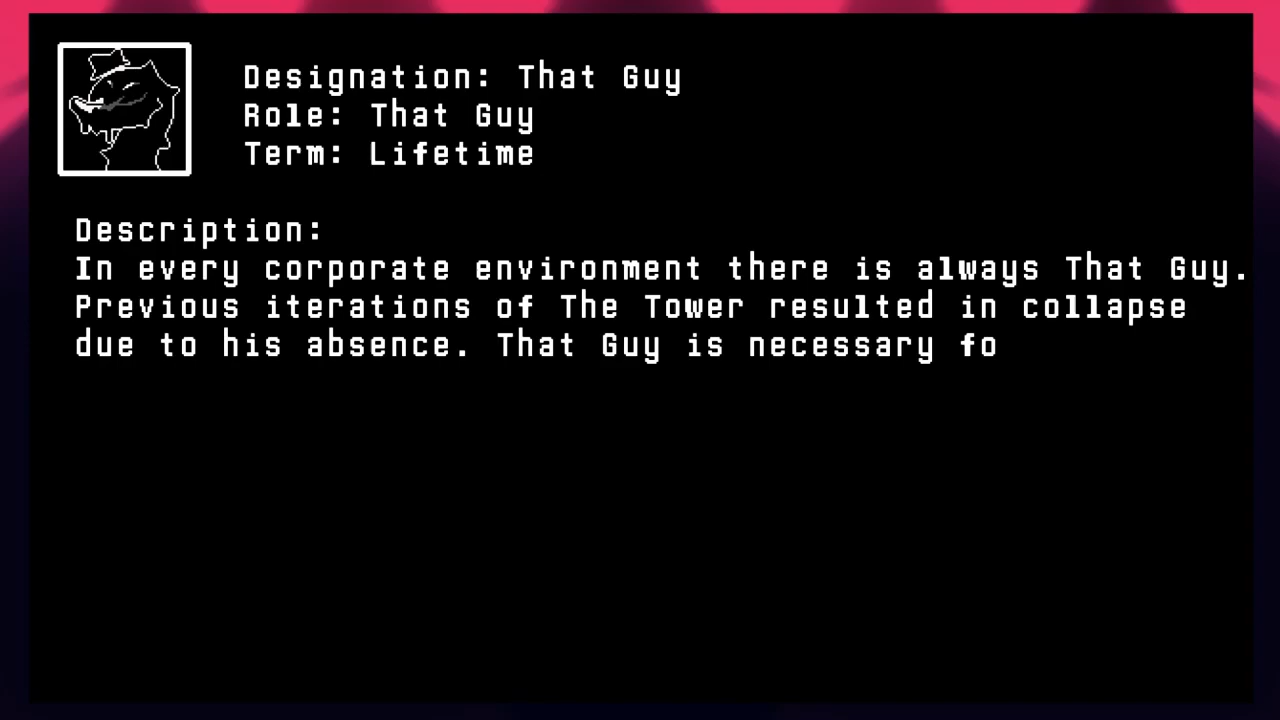 Designation: That Guy
Role: That Guy
Term: Lifetime
Description:
In every corporate environment there is always That Guy.
Previous iterations of The Tower resulted in collapse
due to his absence. That Guy is necessary fo